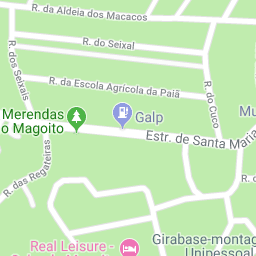 R. da Aldeia dos Macacos
R. do Seixal
R. dos Seixais
R. da Escola Agrícola da Paiã
R. do Cuco
Merendas
o Magoito
Galp
Mu
Estr. de Santa Maria
R. das Regateiras
Real Leisure -
Girabase-montag
Unipessoal